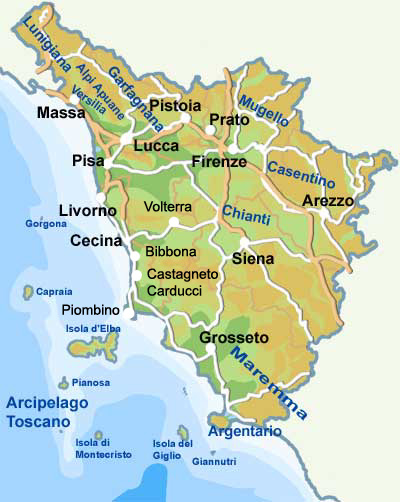 Lunigiana
Garfagnana
Alpi Apuane
Versilia
Massa
Pistoia
Prato
Mugello
Lucca
Pisa
Firenze
Casentino
Arezzo
Livorno
Volterra
Chianti
Gorgona
Cecina
Bibbona
Siena
Castagneto
Carducci
Capraia
Piombino
Isola d'Elba
Grosseto
Maremma
Pianosa
Arcipelago
Toscano
Argentario
Isola di
Montecristo
Isola del
Giglio
Giannutri